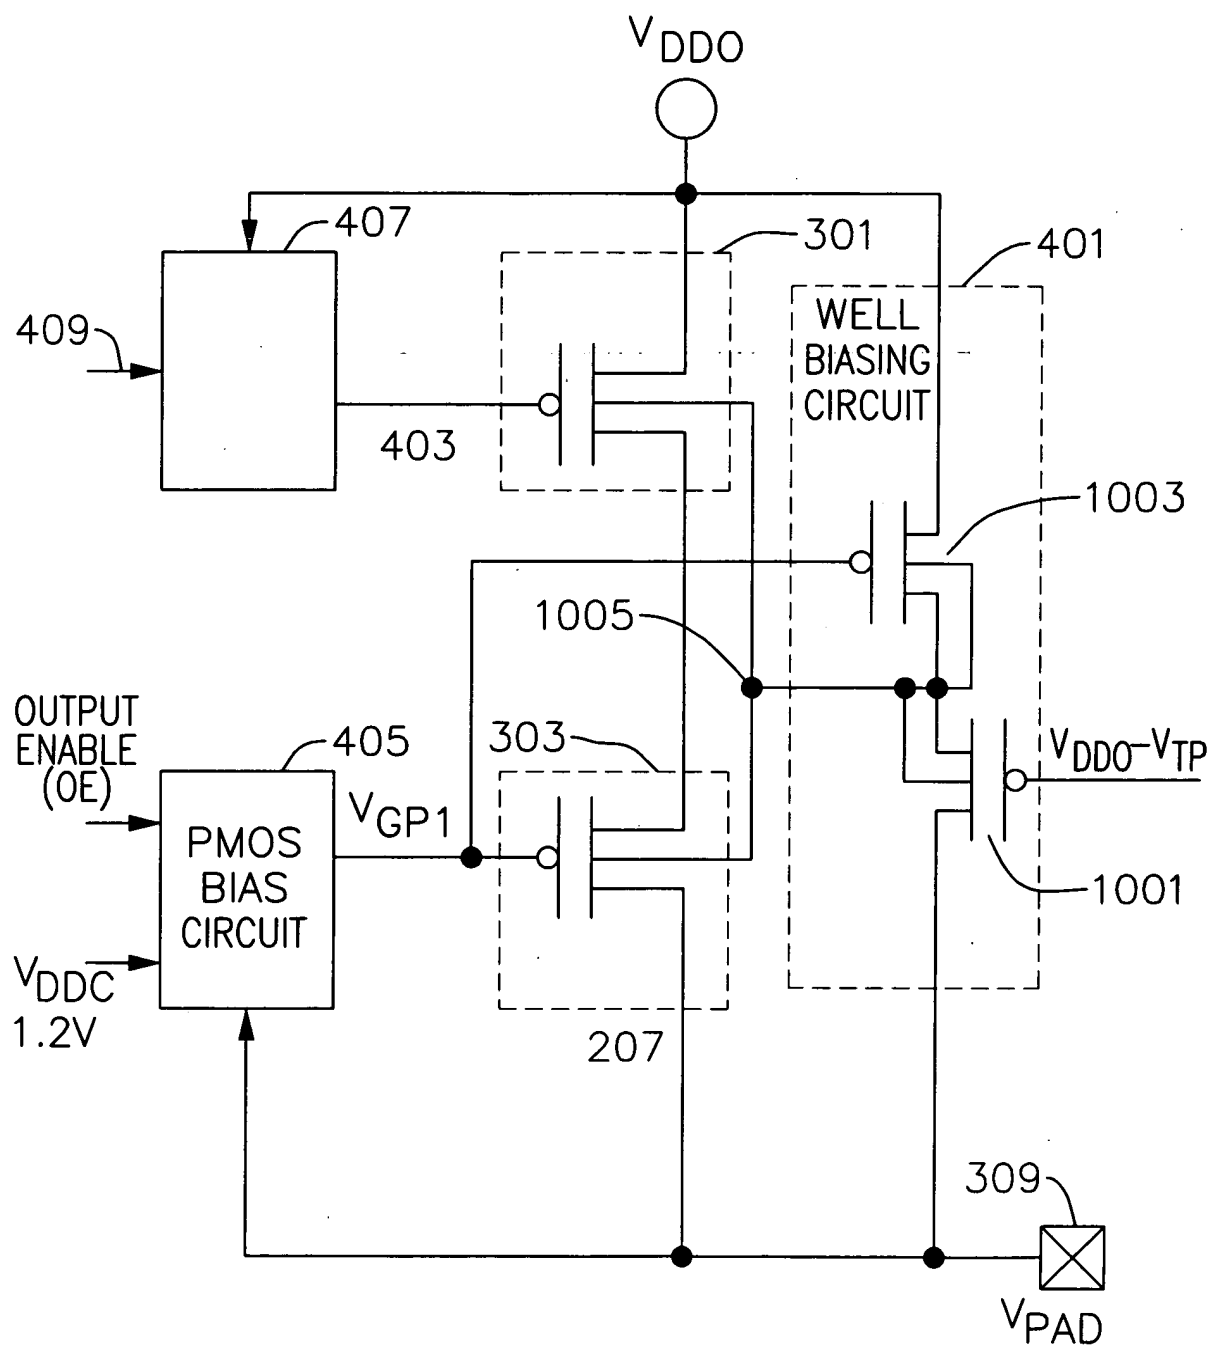 VDDO
407
301
401
409
WELL
BIASING
CIRCUIT
403
1003
1005
OUTPUT
ENABLE
(OE)
405
303
VDDO-VTP
VGP1
PMOS
BIAS
CIRCUIT
1001
VDDC
1.2V
207
309
VPAD